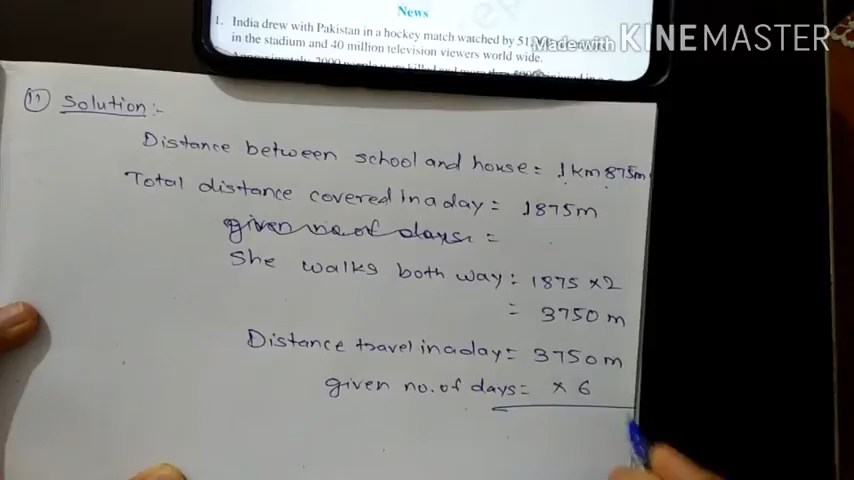 News
1. India drew with Pakistan in a hockey match watched by 51,
in the stadium and 40 million television viewers world wide.
Made with KINEMASTER
11 Solution :-
Distance between school and house = 1km 875m
Total distance covered in a day = 1875m
given no. of days =
She walks both way = 1875 × 2
= 3750 m
Distance travel in a day = 3750 m
given no. of days = × 6